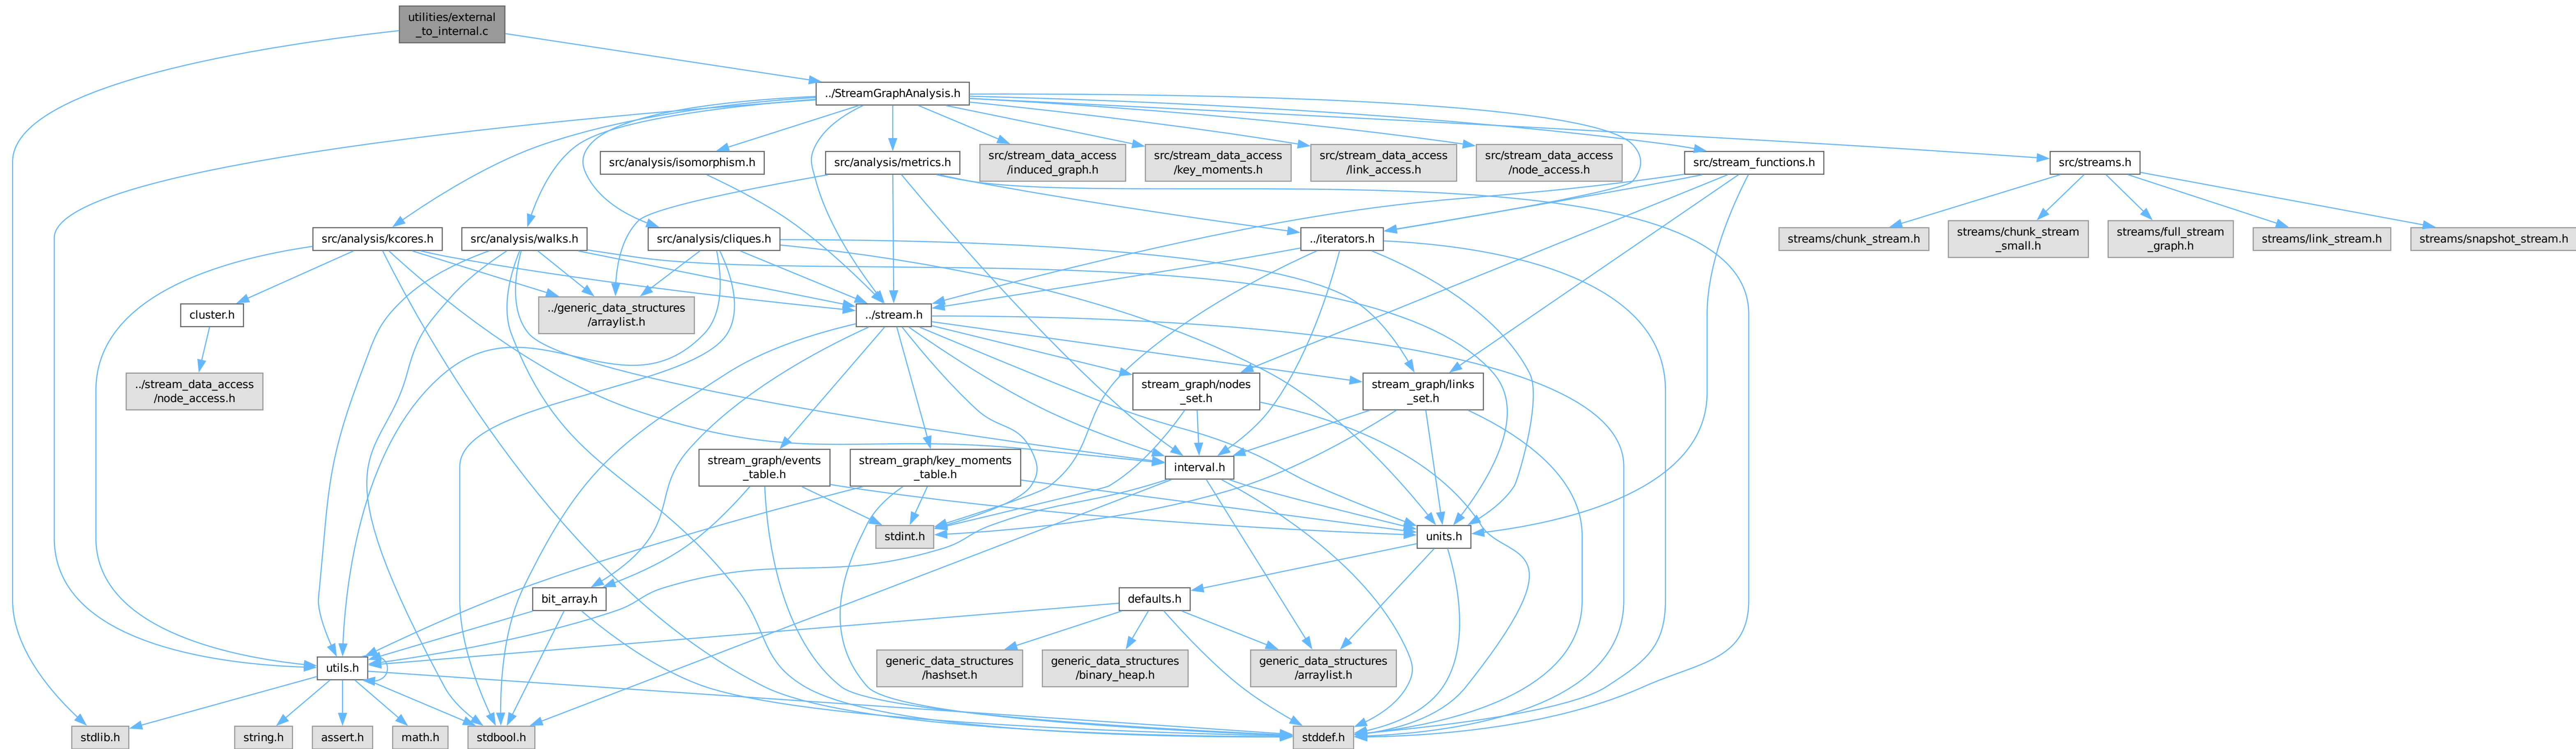 utilities/external
_to_internal.c
../StreamGraphAnalysis.h
src/analysis/isomorphism.h
src/analysis/metrics.h
src/stream_data_access
/induced_graph.h
src/stream_data_access
/key_moments.h
src/stream_data_access
/link_access.h
src/stream_data_access
/node_access.h
src/stream_functions.h
src/streams.h
src/analysis/kcores.h
src/analysis/walks.h
src/analysis/cliques.h
../iterators.h
streams/chunk_stream.h
streams/chunk_stream
_small.h
streams/full_stream
_graph.h
streams/link_stream.h
streams/snapshot_stream.h
cluster.h
../generic_data_structures
/arraylist.h
../stream.h
../stream_data_access
/node_access.h
stream_graph/nodes
_set.h
stream_graph/links
_set.h
stream_graph/events
_table.h
stream_graph/key_moments
_table.h
interval.h
stdint.h
units.h
bit_array.h
defaults.h
utils.h
generic_data_structures
/hashset.h
generic_data_structures
/binary_heap.h
generic_data_structures
/arraylist.h
stdlib.h
string.h
assert.h
math.h
stdbool.h
stddef.h